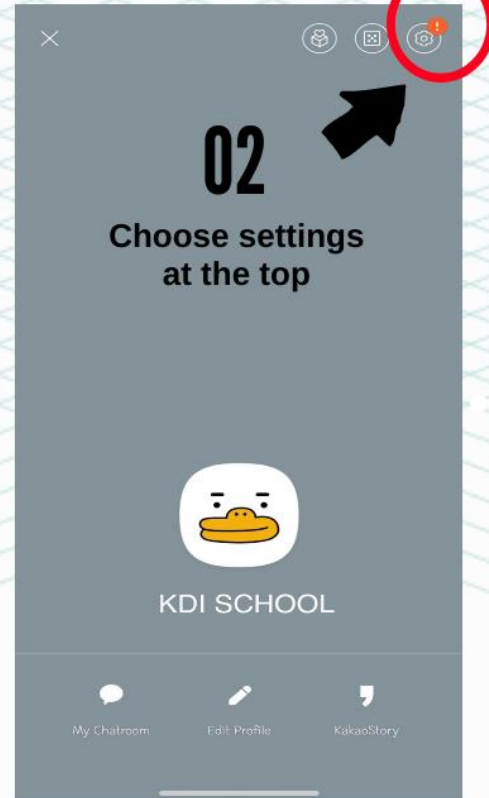 !
02
Choose settings
at the top
KDI SCHOOL
My Chatroom Edit Profile KakaoStory